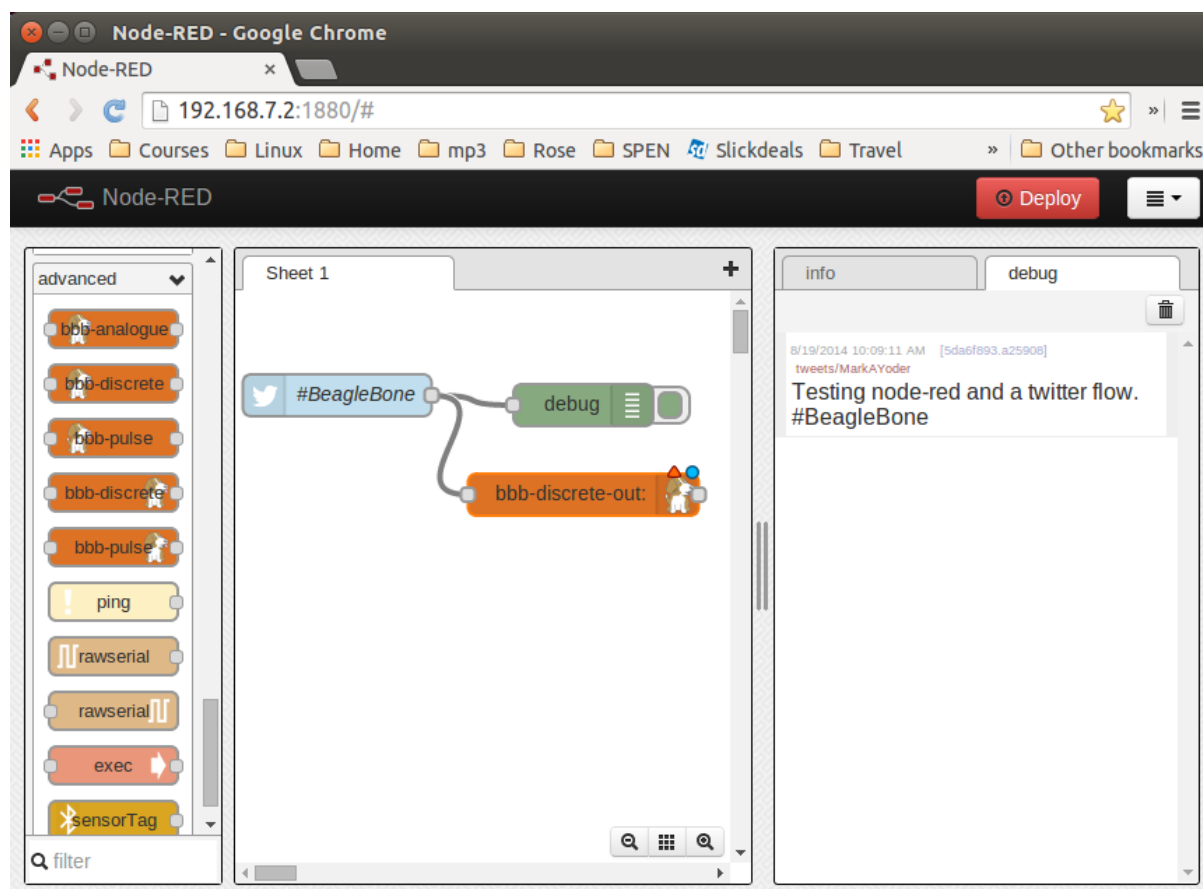 Node-RED - Google Chrome
Node-RED
192.168.7.2:1880/#
Apps Courses Linux Home mp3 Rose SPEN Slickdeals Travel » Other bookmarks
Node-RED
Deploy
advanced
bbb-analogue
bbb-discrete
bbb-pulse
bbb-discrete
bbb-pulse
ping
rawserial
rawserial
exec
sensorTag
filter
Sheet 1
#BeagleBone
debug
bbb-discrete-out:
info
debug
8/19/2014 10:09:11 AM [5da6f893.a25908]
tweets/MarkAYoder
Testing node-red and a twitter flow.
#BeagleBone